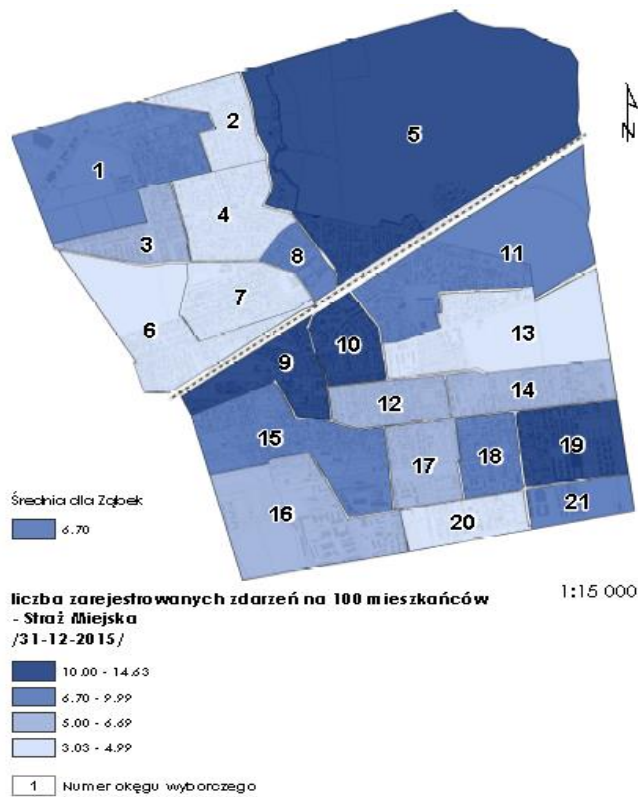 2
5
1
N
4
3
8
11
7
6
13
10
9
14
12
15
19
17
18
16
21
20
Średnia dla Ząbek
6.70
liczba zarejestrowanych zdarzeń na 100 mieszkańców
- Straż Miejska
/31-12-2015/
1:15 000
10.00 - 14.63
6.70 - 9.99
5.00 - 6.69
3.03 - 4.99
1 Numer okęgu wyborczego